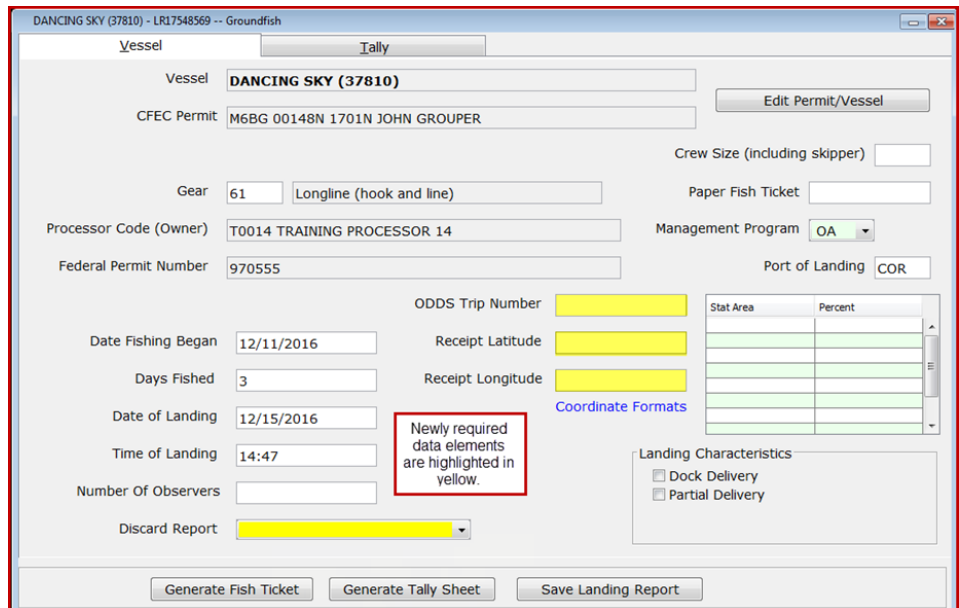 DANCING SKY (37810) - LR17548569 -- Groundfish
Vessel
Tally
Vessel DANCING SKY (37810)
Edit Permit/Vessel
CFEC Permit M6BG 00148N 1701N JOHN GROUPER
Crew Size (including skipper)
Gear 61 Longline (hook and line)
Paper Fish Ticket
Processor Code (Owner) T0014 TRAINING PROCESSOR 14
Management Program OA
Federal Permit Number 970555
Port of Landing COR
ODDS Trip Number
Stat Area Percent
Date Fishing Began 12/11/2016
Receipt Latitude
Days Fished 3
Receipt Longitude
Coordinate Formats
Date of Landing 12/15/2016
Newly required
data elements
are highlighted in
yellow.
Time of Landing 14:47
Landing Characteristics
Dock Delivery
Partial Delivery
Number Of Observers
Discard Report
Generate Fish Ticket
Generate Tally Sheet
Save Landing Report